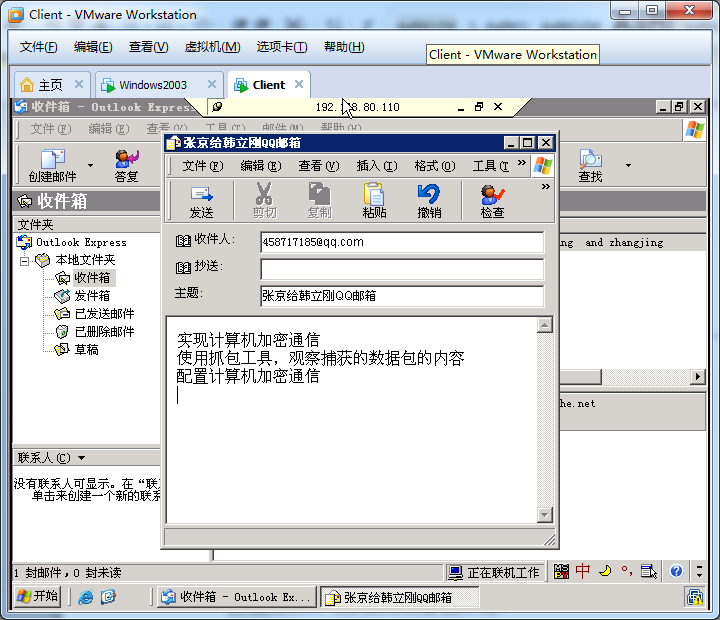 Client - VMware Workstation
文件(F) 编辑(E) 查看(V) 虚拟机(M) 选项卡(T) 帮助(H)
Client - VMware Workstation
主页 Windows2003 Client
收件箱 - Outlook Express
文件(F) 编辑(E) 查看(V) 工具(T) 邮件(M) 帮助(H)
创建邮件 答复 查找
收件箱
文件夹
Outlook Express
本地文件夹
收件箱
发件箱
已发送邮件
已删除邮件
草稿
and zhangjing
he.net
张京给韩立刚QQ邮箱
文件(F) 编辑(E) 查看(V) 插入(I) 格式(O) 工具(T »
发送 剪切 复制 粘贴 撤销 检查 »
收件人: 458717185@qq.com
抄送:
主题: 张京给韩立刚QQ邮箱
实现计算机加密通信
使用抓包工具，观察捕获的数据包的内容
配置计算机加密通信
联系人(C)
没有联系人可显示。在“联
单击来创建一个新的联系
1 封邮件，0 封未读 正在联机工作 中
开始 收件箱 - Outlook Ex... 张京给韩立刚QQ邮箱